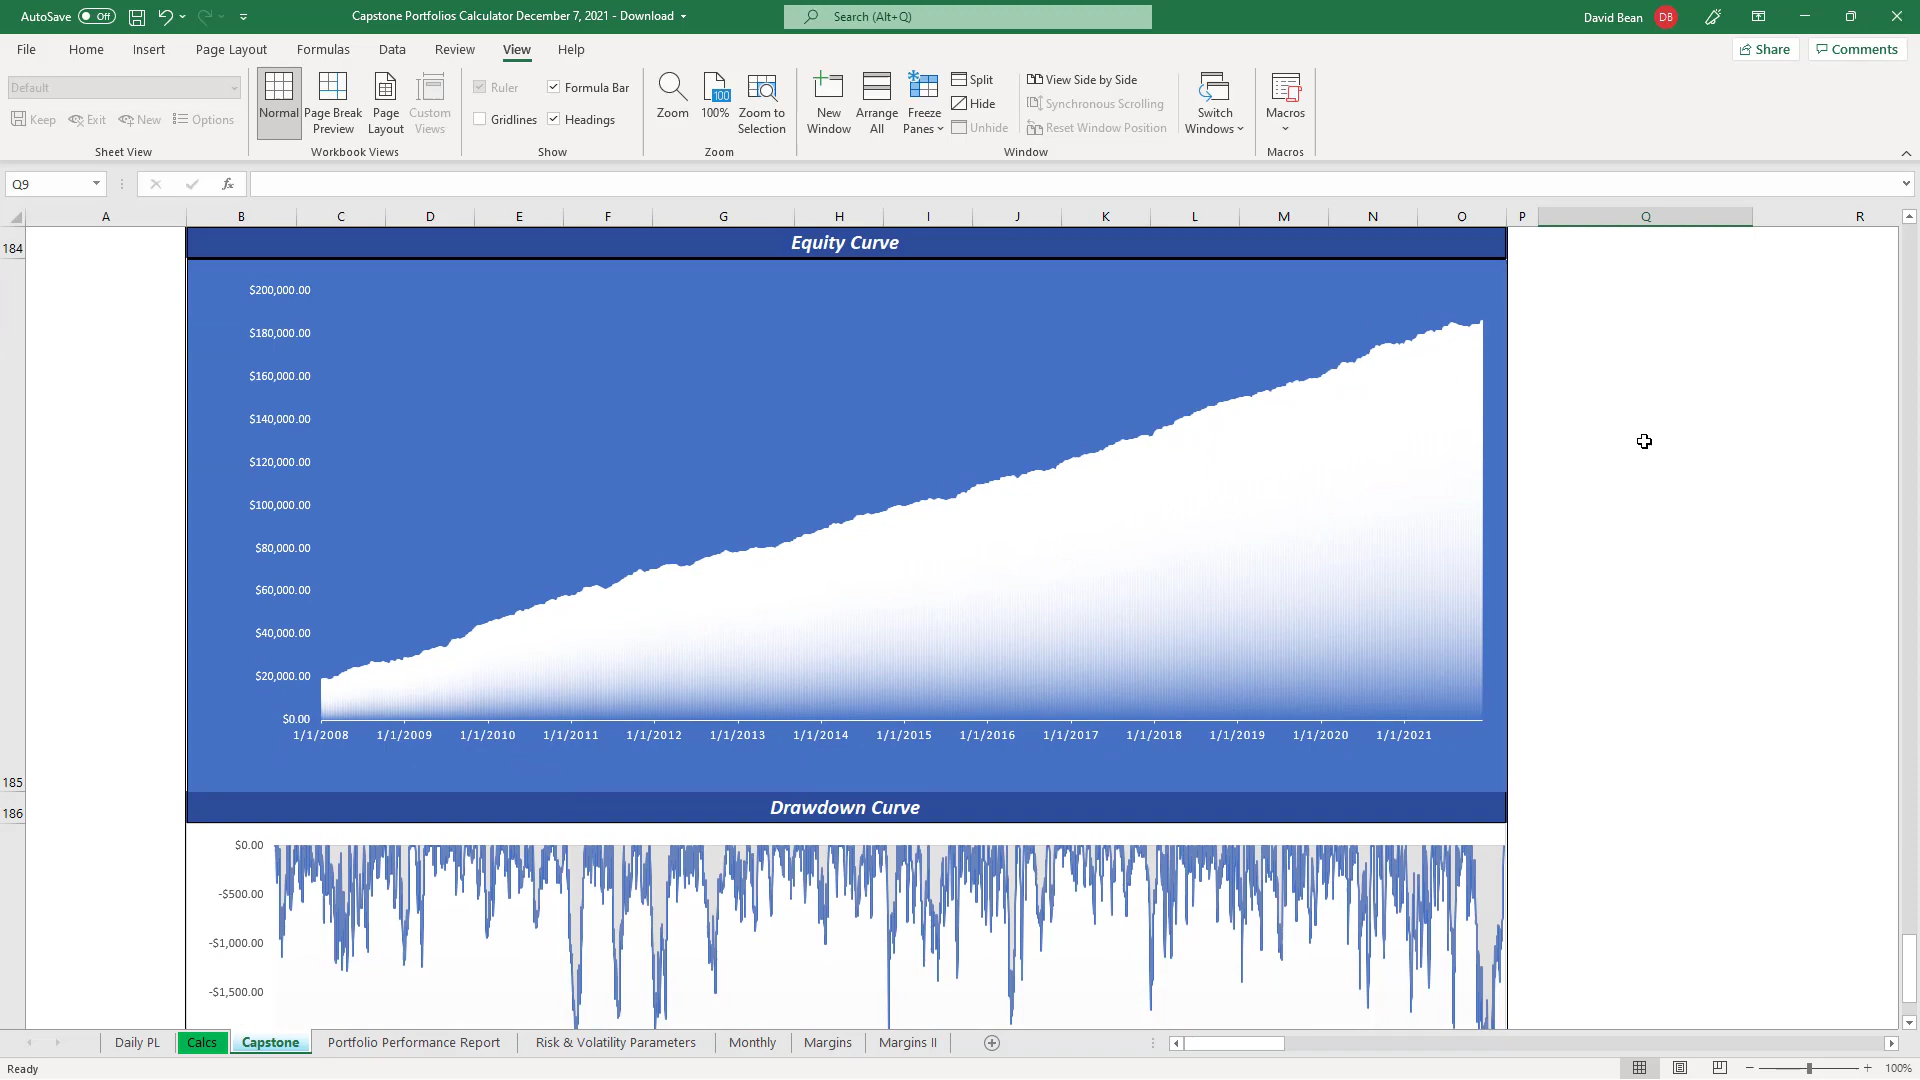 AutoSave Off
Capstone Portfolios Calculator December 7, 2021 - Download
Search (Alt+Q)
David Bean DB
File Home Insert Page Layout Formulas Data Review View Help
Share Comments
Default
Keep Exit New Options
Sheet View
Normal
Page Break Preview
Page Layout
Custom Views
Workbook Views
Ruler Formula Bar
Gridlines Headings
Show
Zoom
100
100%
Zoom to Selection
Zoom
New Window
Arrange All
Freeze Panes
Split
Hide
Unhide
View Side by Side
Synchronous Scrolling
Reset Window Position
Switch Windows
Window
Macros
Macros
Q9
fx
A B C D E F G H I J K L M N O P Q R
184
Equity Curve
$200,000.00
$180,000.00
$160,000.00
$140,000.00
$120,000.00
$100,000.00
$80,000.00
$60,000.00
$40,000.00
$20,000.00
$0.00
1/1/2008 1/1/2009 1/1/2010 1/1/2011 1/1/2012 1/1/2013 1/1/2014 1/1/2015 1/1/2016 1/1/2017 1/1/2018 1/1/2019 1/1/2020 1/1/2021
185
186
Drawdown Curve
$0.00
-$500.00
-$1,000.00
-$1,500.00
Daily PL Calcs Capstone Portfolio Performance Report Risk & Volatility Parameters Monthly Margins Margins II
Ready
100%